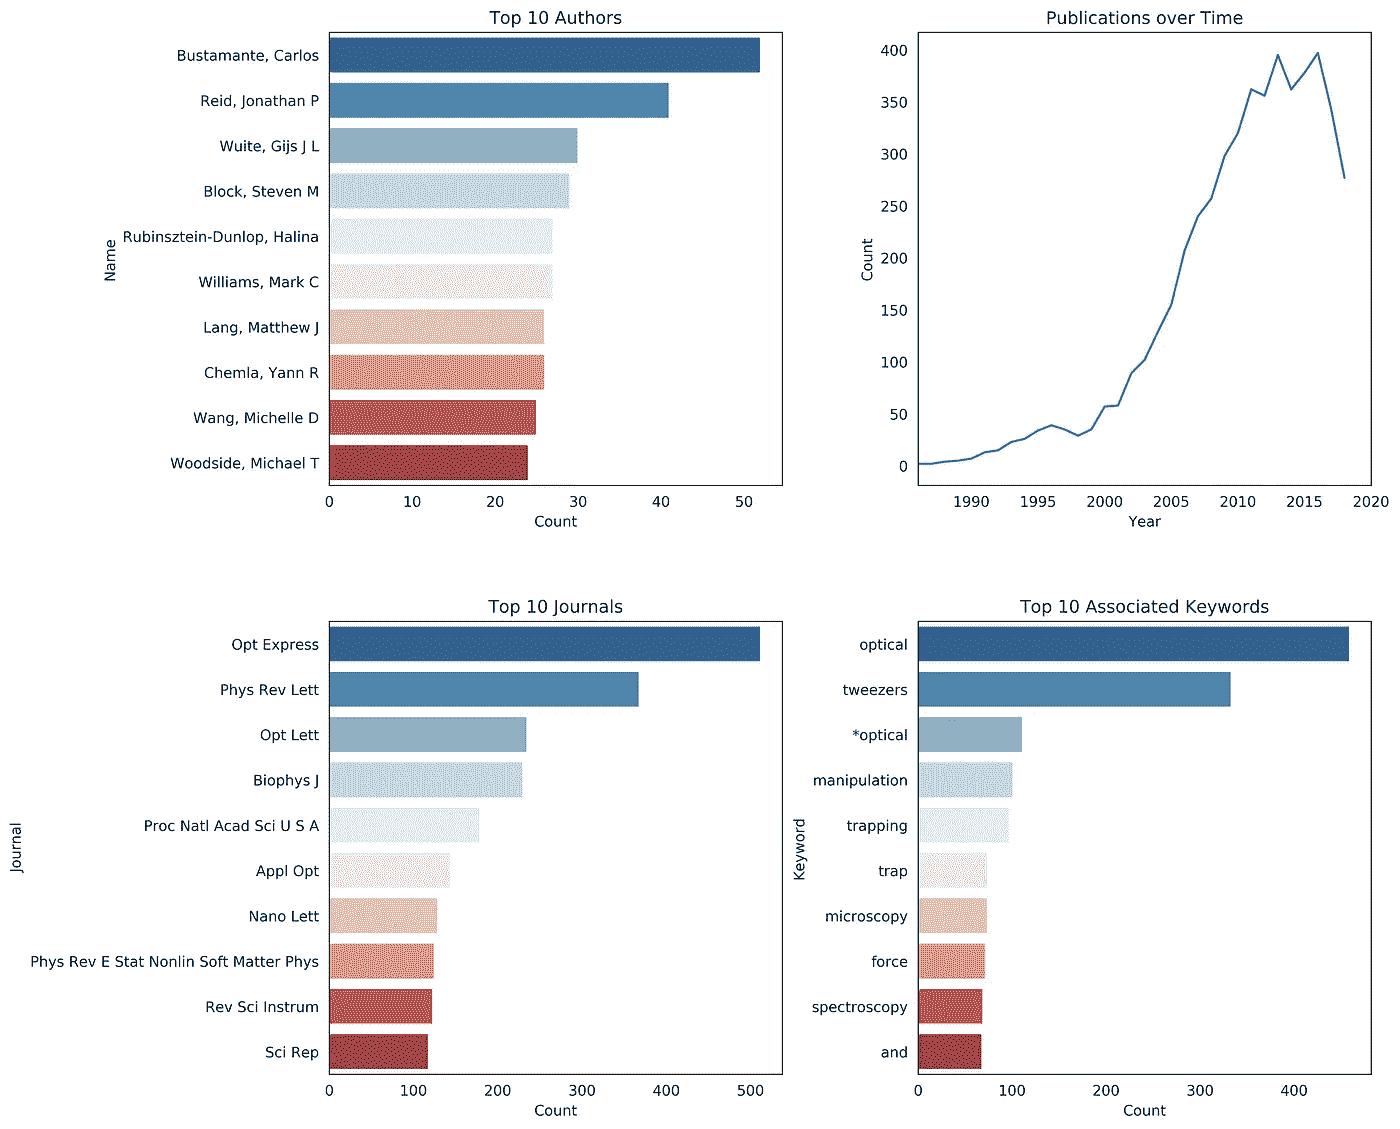 Top 10 Authors
Name
Bustamante, Carlos
Reid, Jonathan P
Wuite, Gijs J L
Block, Steven M
Rubinsztein-Dunlop, Halina
Williams, Mark C
Lang, Matthew J
Chemla, Yann R
Wang, Michelle D
Woodside, Michael T
0 10 20 30 40 50
Count
Publications over Time
Count
400
350
300
250
200
150
100
50
0
1990 1995 2000 2005 2010 2015 2020
Year
Top 10 Journals
Journal
Opt Express
Phys Rev Lett
Opt Lett
Biophys J
Proc Natl Acad Sci U S A
Appl Opt
Nano Lett
Phys Rev E Stat Nonlin Soft Matter Phys
Rev Sci Instrum
Sci Rep
0 100 200 300 400 500
Count
Top 10 Associated Keywords
Keyword
optical
tweezers
*optical
manipulation
trapping
trap
microscopy
force
spectroscopy
and
0 100 200 300 400
Count